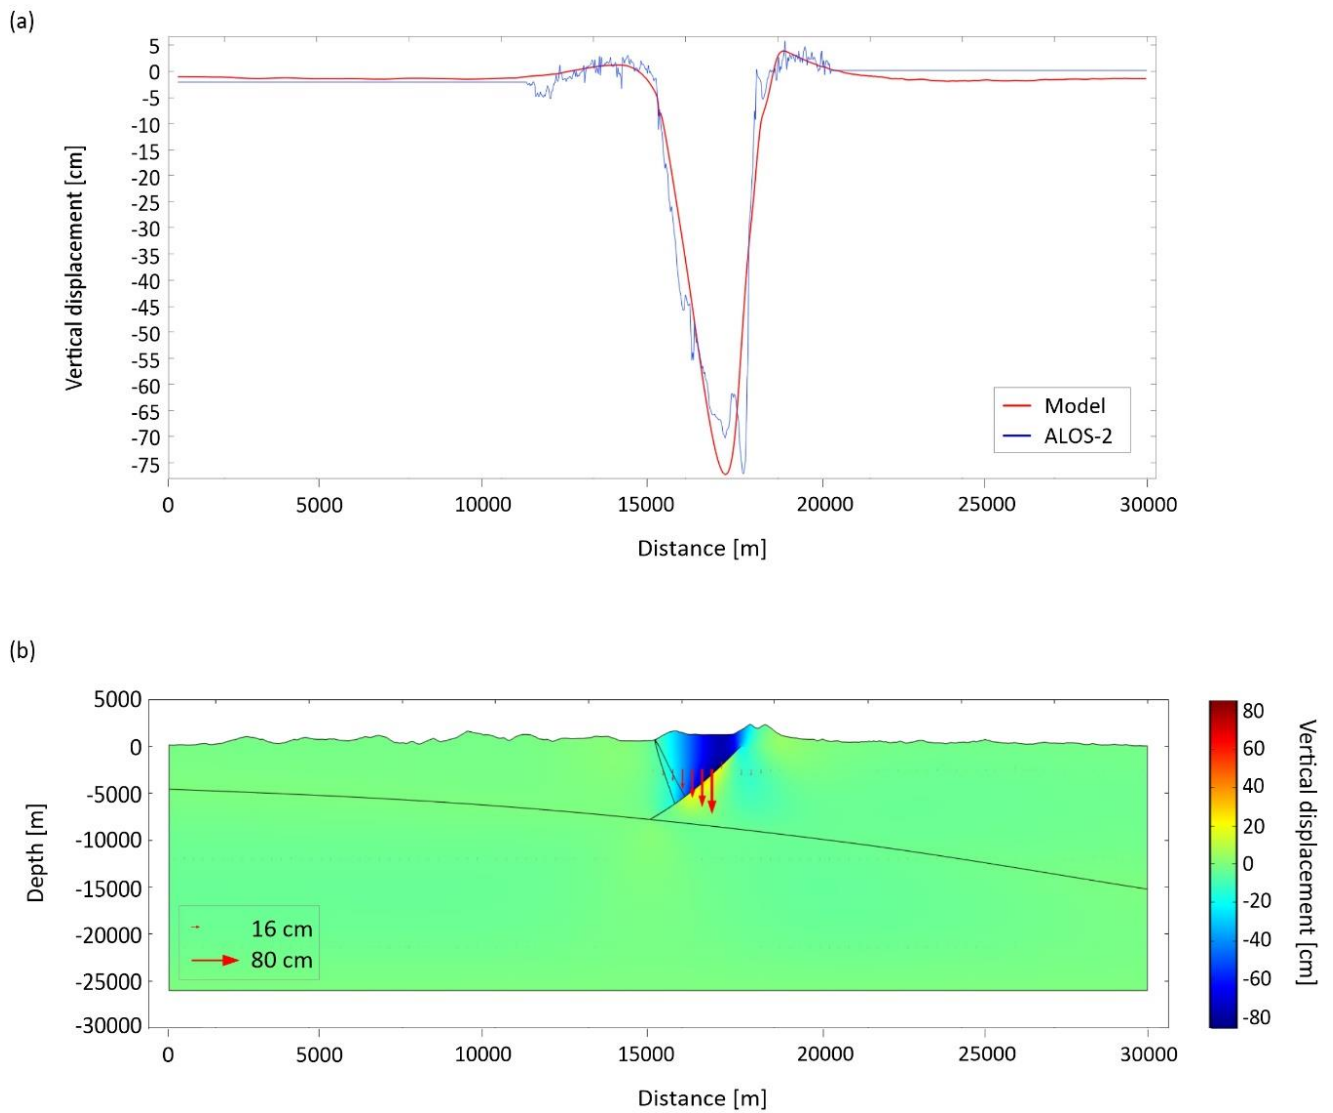 (a)
Vertical displacement [cm]
5
0
-5
-10
-15
-20
-25
-30
-35
-40
-45
-50
-55
-60
-65
-70
-75
Model
ALOS-2
0 5000 10000 15000 20000 25000 30000
Distance [m]
(b)
Depth [m]
5000
0
-5000
-10000
-15000
-20000
-25000
-30000
16 cm
80 cm
0 5000 10000 15000 20000 25000 30000
Distance [m]
80
60
40
20
0
-20
-40
-60
-80
Vertical displacement [cm]